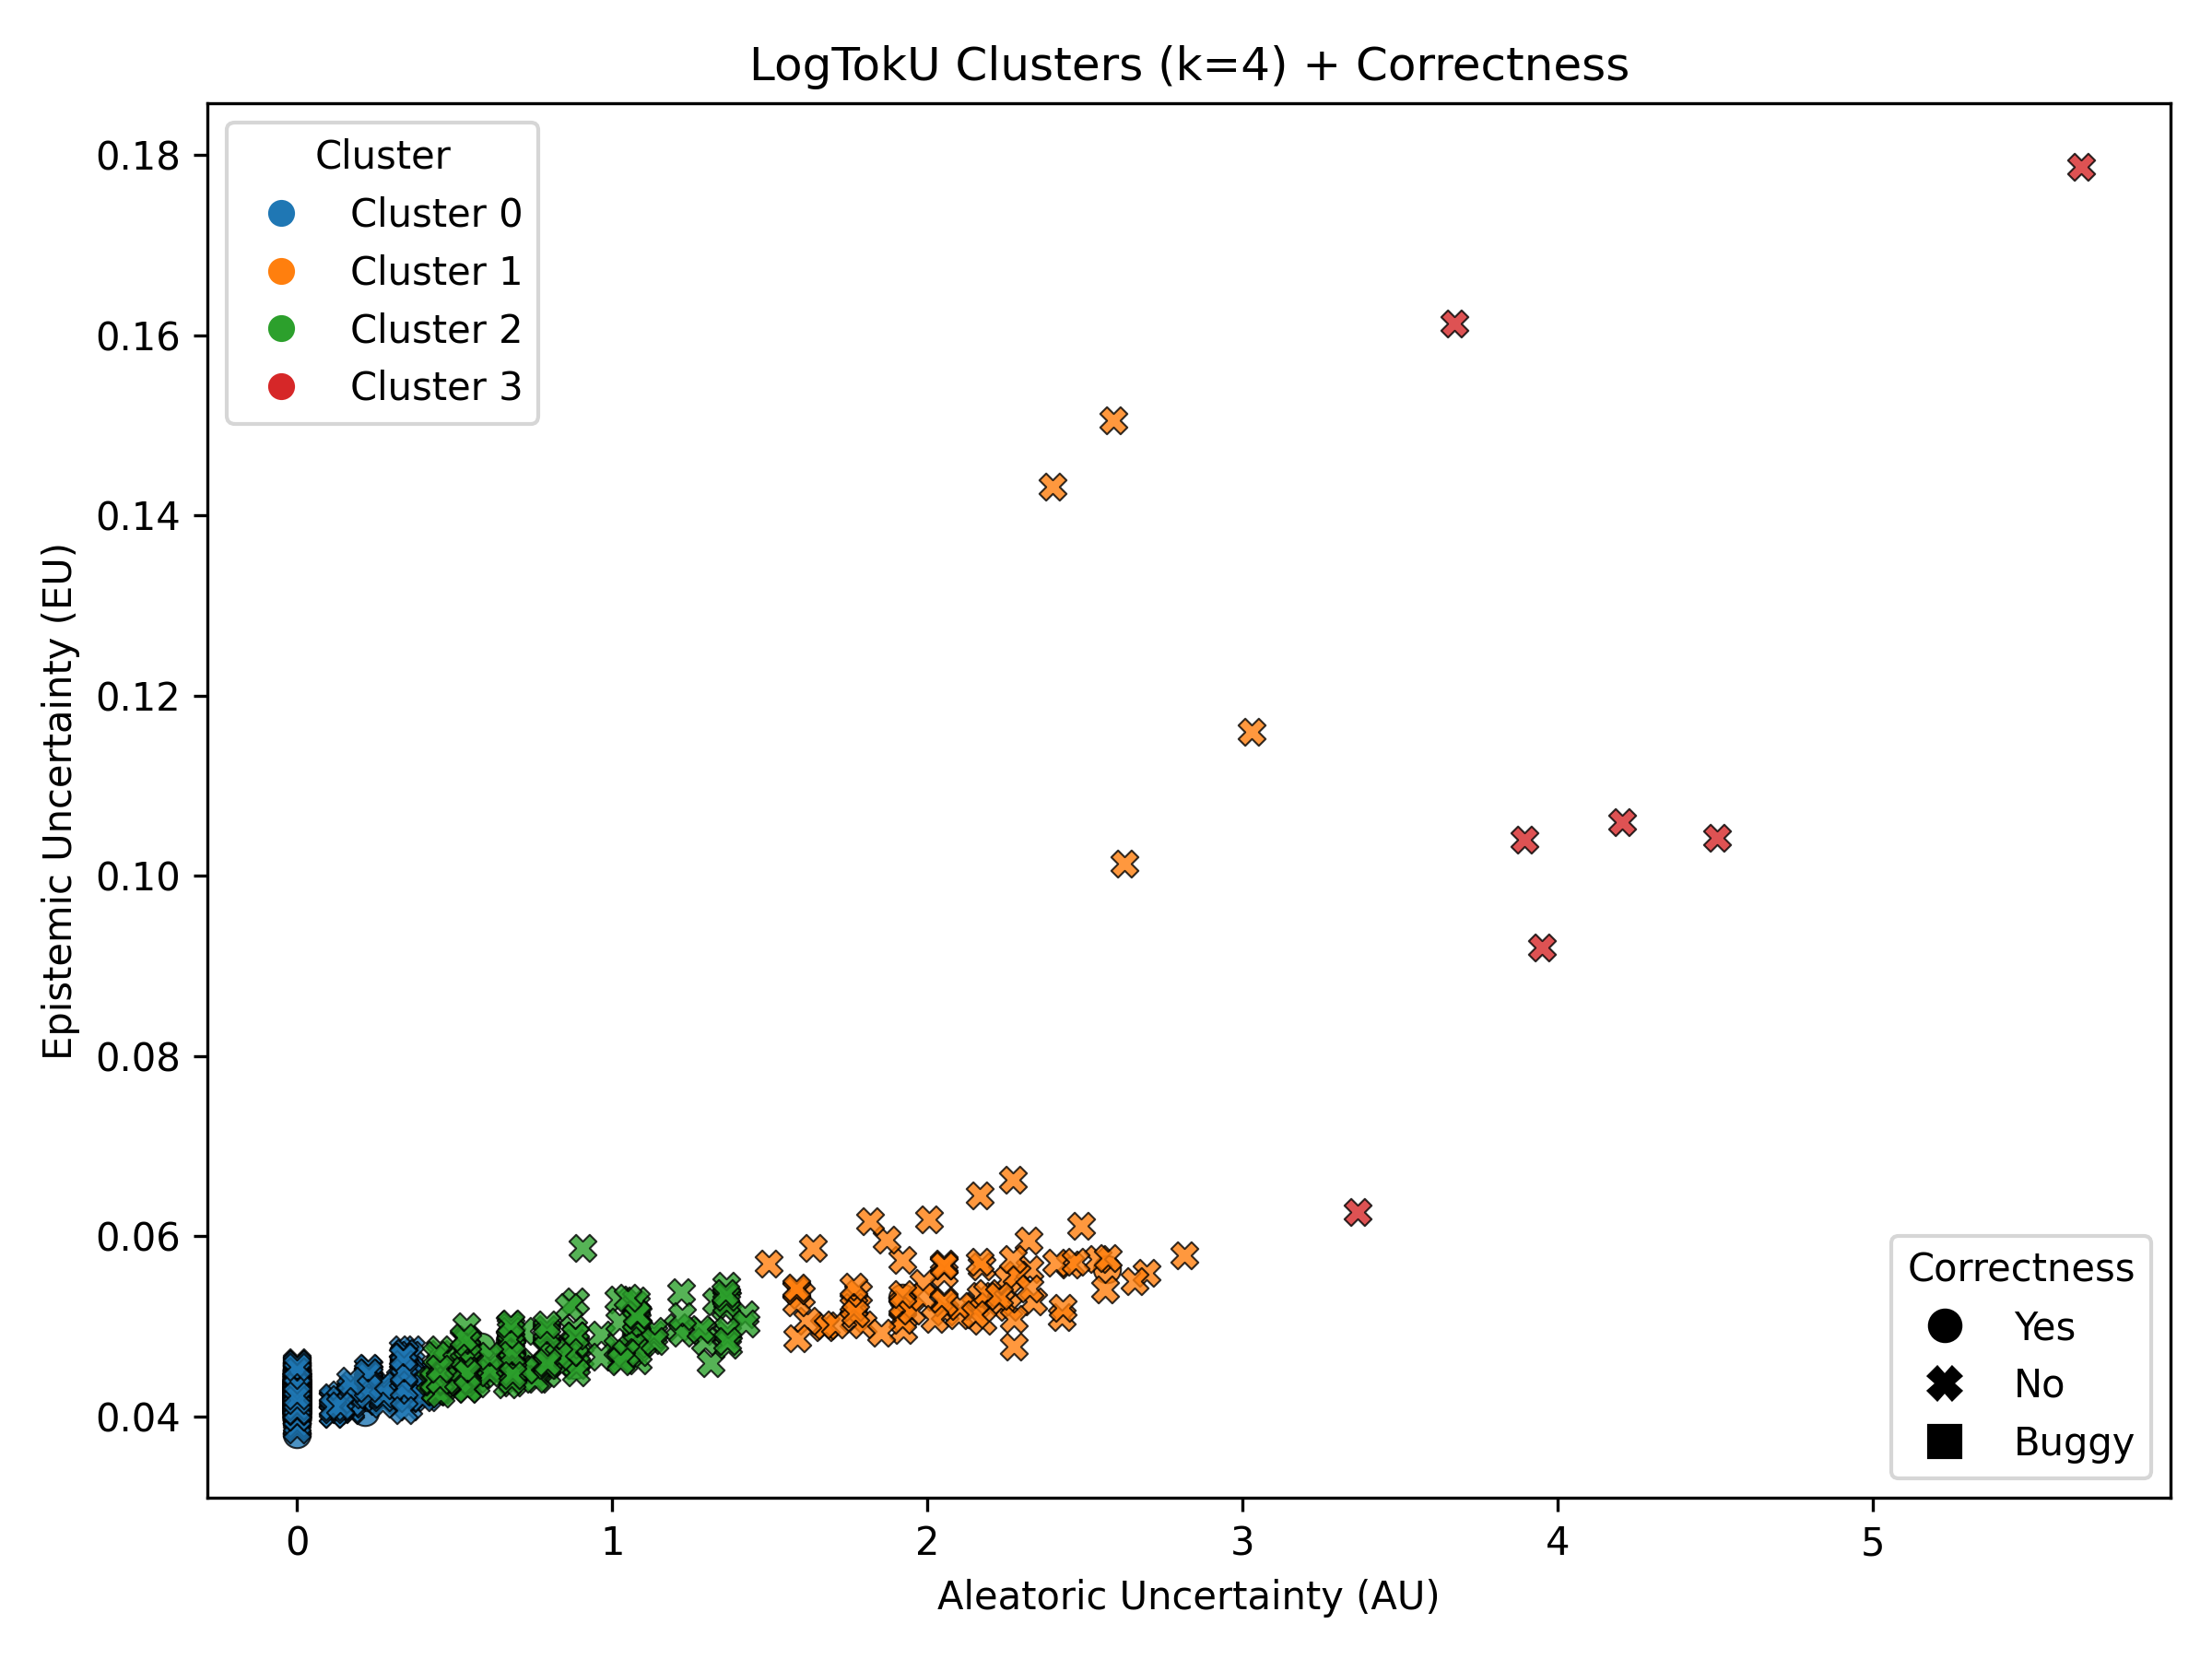 LogTokU Clusters (k=4) + Correctness
Cluster
Cluster 0
Cluster 1
Cluster 2
Cluster 3
Epistemic Uncertainty (EU)
0.18
0.16
0.14
0.12
0.10
0.08
0.06
0.04
Correctness
Yes
No
Buggy
0 1 2 3 4 5
Aleatoric Uncertainty (AU)